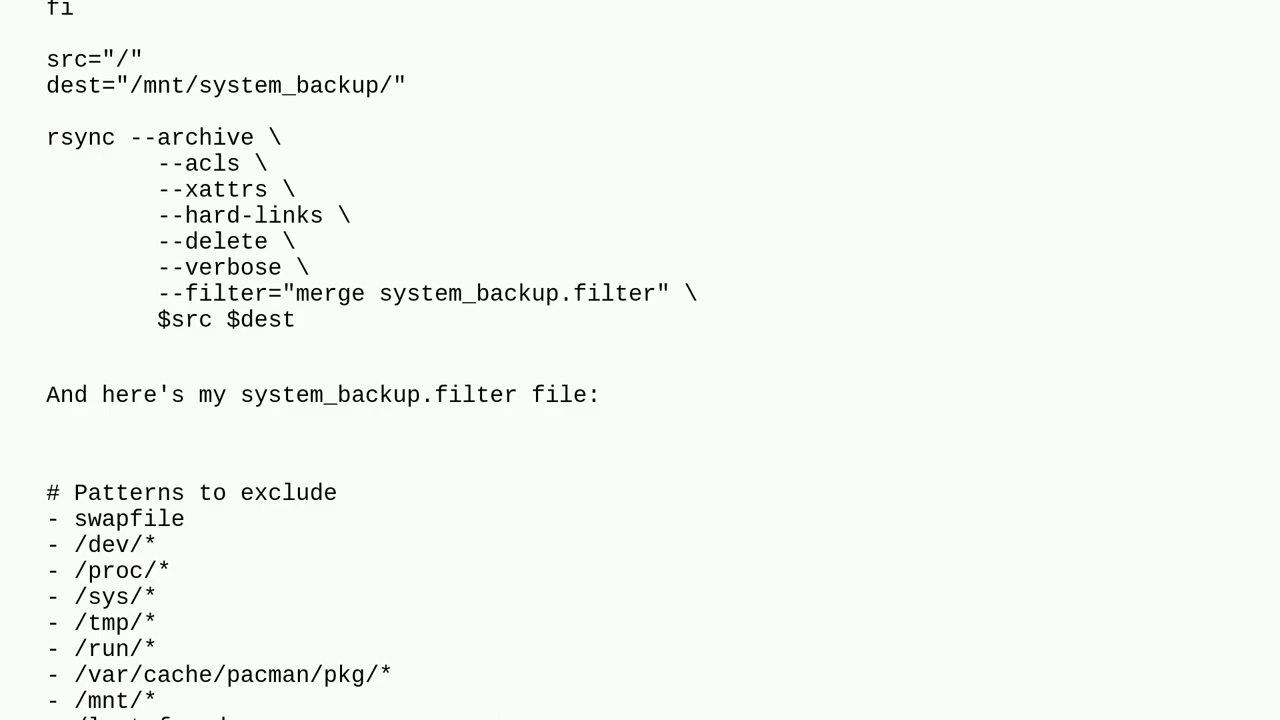 fi
src="/"
dest="/mnt/system_backup/"
rsync --archive \
--acls \
--xattrs \
--hard-links \
--delete \
--verbose \
--filter="merge system_backup.filter" \
$src $dest
And here's my system_backup.filter file:
# Patterns to exclude
- swapfile
- /dev/*
- /proc/*
- /sys/*
- /tmp/*
- /run/*
- /var/cache/pacman/pkg/*
- /mnt/*